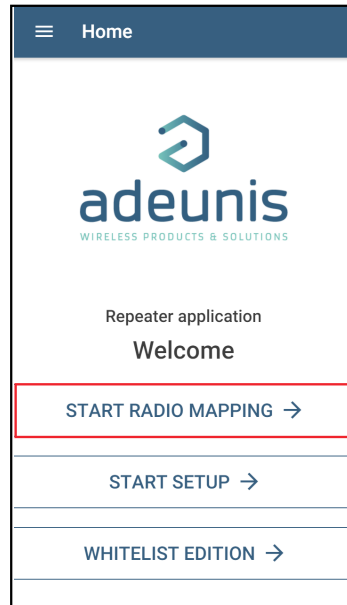 Home
adeunis
WIRELESS PRODUCTS & SOLUTIONS
Repeater application
Welcome
START RADIO MAPPING →
START SETUP →
WHITELIST EDITION →